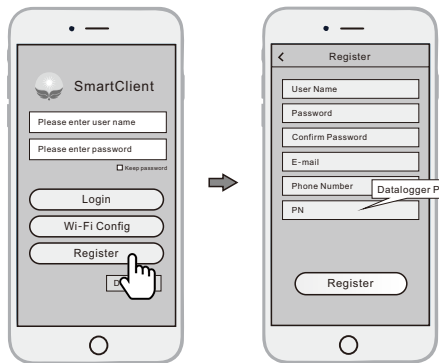 SmartClient
Please enter user name
Please enter password
Keep password
Login
Wi-Fi Config
Register
D
Register
User Name
Password
Confirm Password
E-mail
Phone Number
Datalogger P
PN
Register